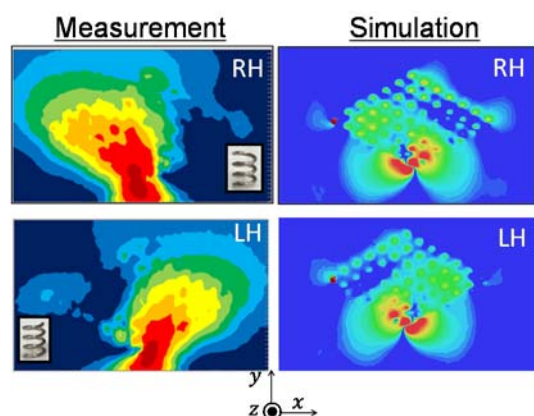 Measurement Simulation
RH RH
LH LH
y
z x